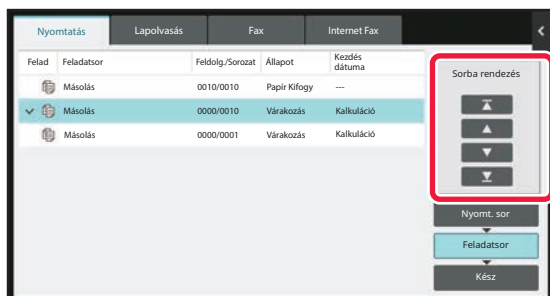 Nyomtatás Lapolvasás Fax Internet Fax
Felad Feladatsor Feldolg./Sorozat Állapot Kezdés dátuma
Másolás 0010/0010 Papír Kifogy ---
Másolás 0000/0010 Várakozás Kalkuláció
Másolás 0000/0001 Várakozás Kalkuláció
Sorba rendezés
Nyomt. sor
Feladatsor
Kész